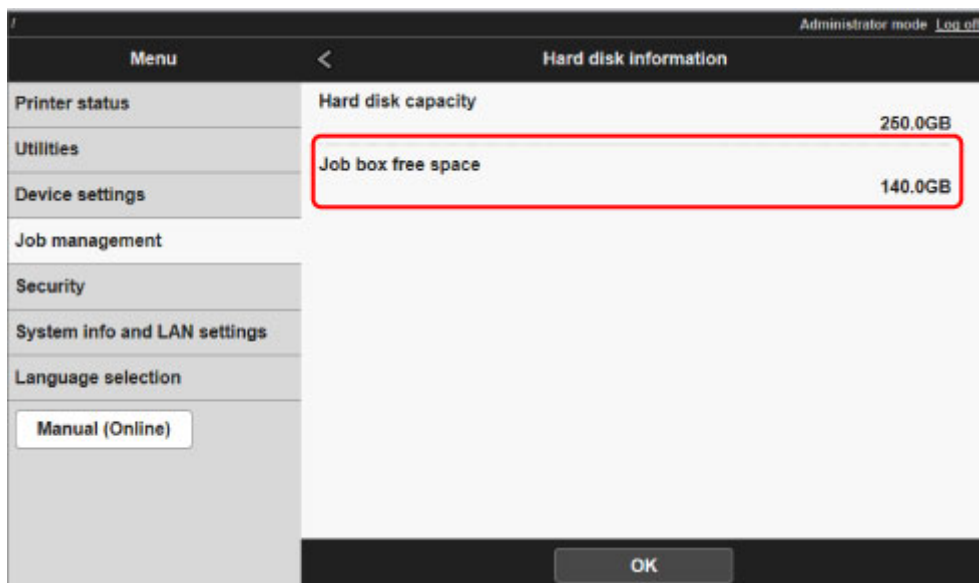 /
Administrator mode Log off
Menu
<
Hard disk information
Printer status
Utilities
Device settings
Job management
Security
System info and LAN settings
Language selection
Manual (Online)
Hard disk capacity
250.0GB
Job box free space
140.0GB
OK